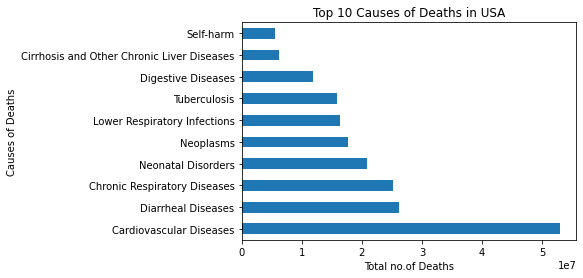 Top 10 Causes of Deaths in USA
Causes of Deaths
Self-harm
Cirrhosis and Other Chronic Liver Diseases
Digestive Diseases
Tuberculosis
Lower Respiratory Infections
Neoplasms
Neonatal Disorders
Chronic Respiratory Diseases
Diarrheal Diseases
Cardiovascular Diseases
0 1 2 3 4 5
1e7
Total no.of Deaths